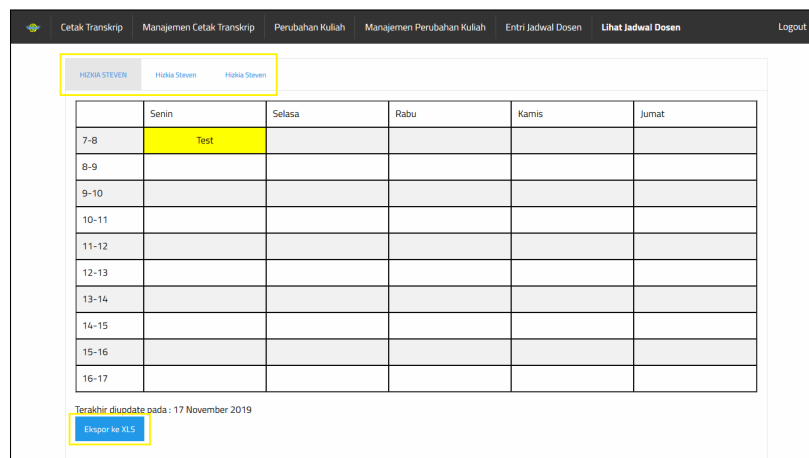 Cetak Transkrip Manajemen Cetak Transkrip Perubahan Kuliah Manajemen Perubahan Kuliah Entri Jadwal Dosen Lihat Jadwal Dosen Logout
HIZKIA STEVEN Hizkia Steven Hizkia Steven
Senin Selasa Rabu Kamis Jumat
7-8 Test
8-9
9-10
10-11
11-12
12-13
13-14
14-15
15-16
16-17
Terakhir diupdate pada : 17 November 2019
Ekspor ke XLS